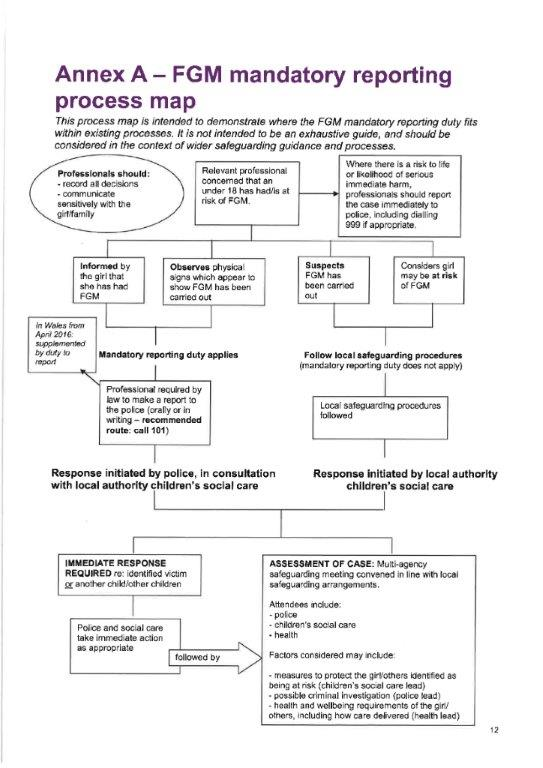 Annex A – FGM mandatory reporting
process map
This process map is intended to demonstrate where the FGM mandatory reporting duty fits
within existing processes. It is not intended to be an exhaustive guide, and should be
considered in the context of wider safeguarding guidance and processes.
Professionals should:
- record all decisions
- communicate
sensitively with the
girl/family
Relevant professional
concerned that an
under 18 has had/is at
risk of FGM.
Where there is a risk to life
or likelihood of serious
immediate harm,
professionals should report
the case immediately to
police, including dialling
999 if appropriate.
Informed by
the girl that
she has had
FGM
Observes physical
signs which appear to
show FGM has been
carried out
Suspects
FGM has
been carried
out
Considers girl
may be at risk
of FGM
In Wales from
April 2016:
supplemented
by duty to
report
Mandatory reporting duty applies
Follow local safeguarding procedures
(mandatory reporting duty does not apply)
Professional required by
law to make a report to
the police (orally or in
writing – recommended
route: call 101)
Local safeguarding procedures
followed
Response initiated by police, in consultation
with local authority children's social care
Response initiated by local authority
children's social care
IMMEDIATE RESPONSE
REQUIRED re: identified victim
or another child/other children
Police and social care
take immediate action
as appropriate
followed by
ASSESSMENT OF CASE: Multi-agency
safeguarding meeting convened in line with local
safeguarding arrangements.
Attendees include:
- police
- children's social care
- health
Factors considered may include:
- measures to protect the girl/others identified as
being at risk (children's social care lead)
- possible criminal investigation (police lead)
- health and wellbeing requirements of the girl/
others, including how care delivered (health lead)
12